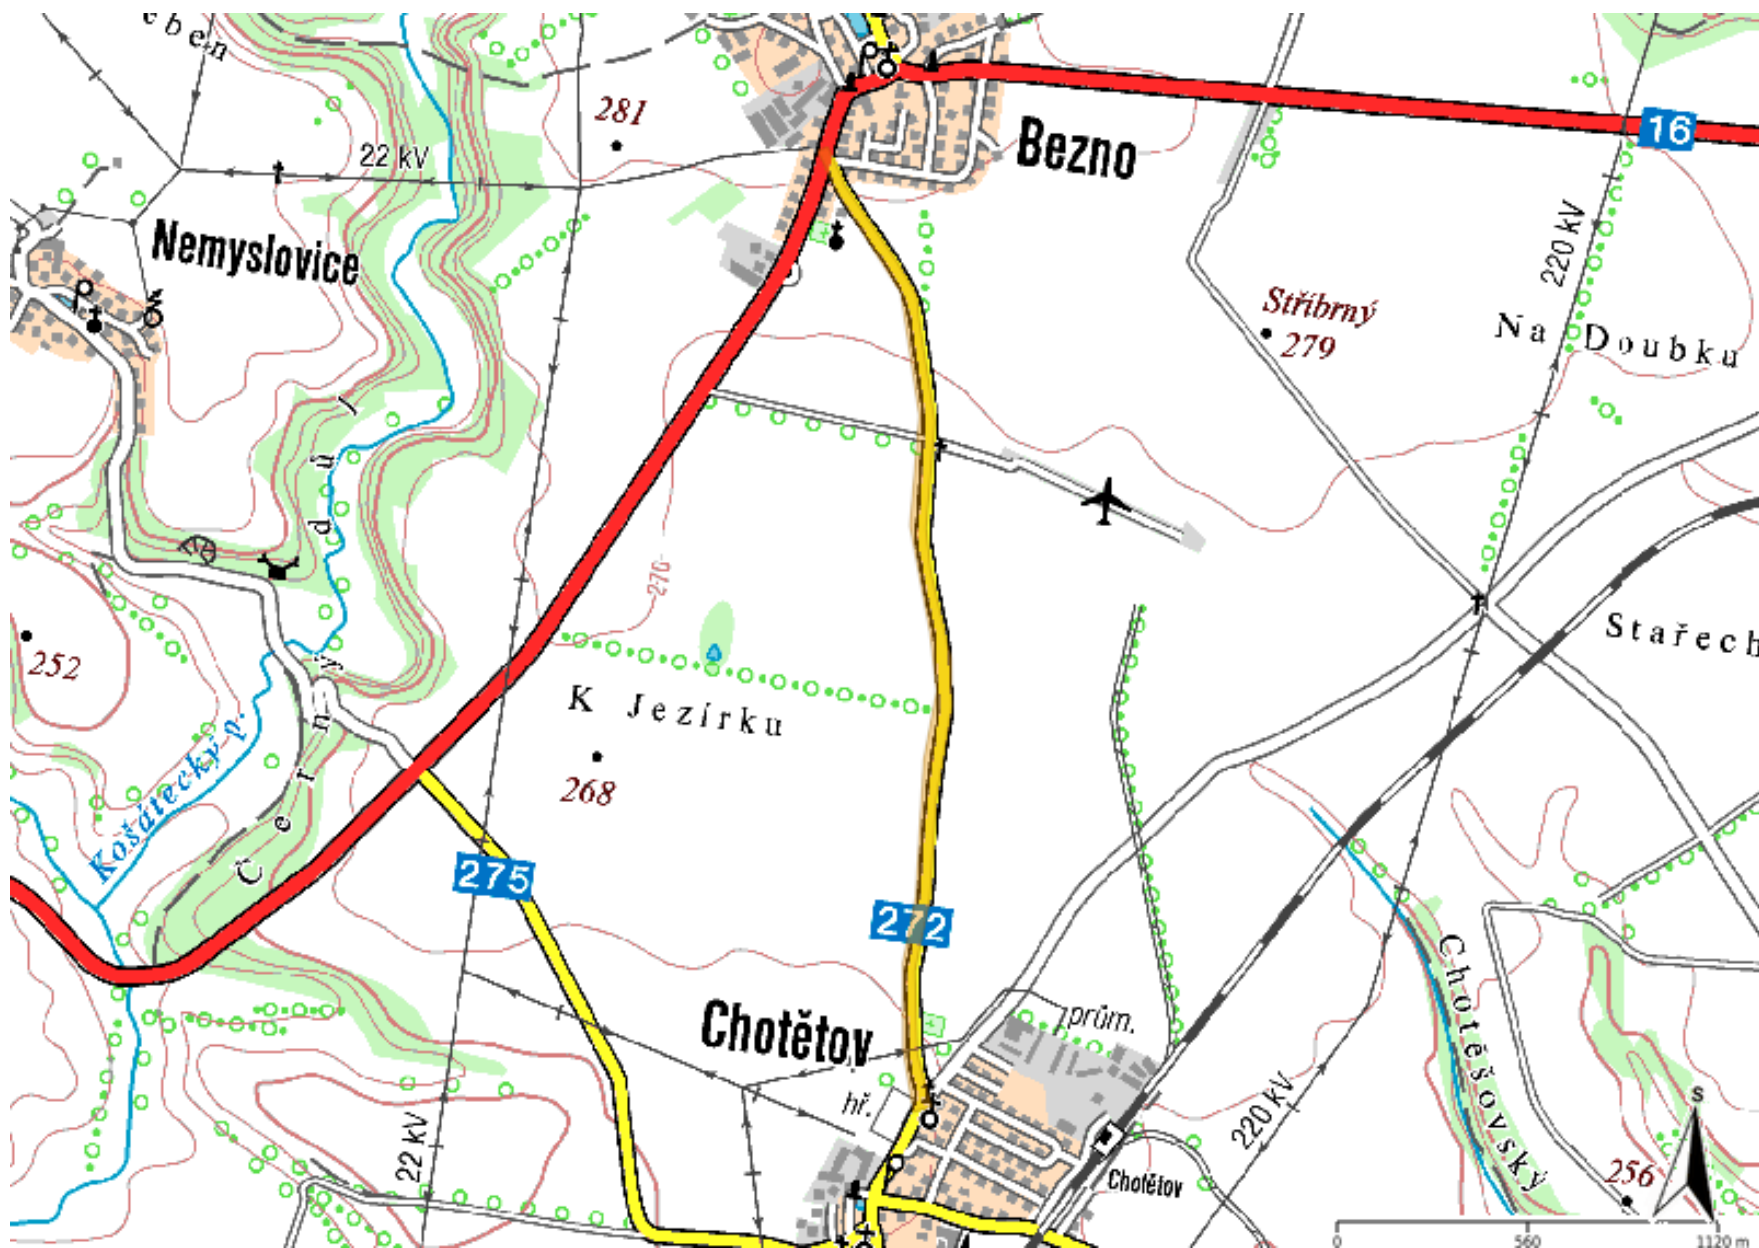 eben
281
22 kV
Bezno
16
Nemyslovice
220 kV
Stříbrný
279
Na Doubku
270
252
K Jezírku
268
Stařech
Košátecký p.
Černý důl
275
272
Chotětov
prům.
hř.
Chotěšovský
22 kV
220 kV
Chotětov
256
S
0 560 1120 m